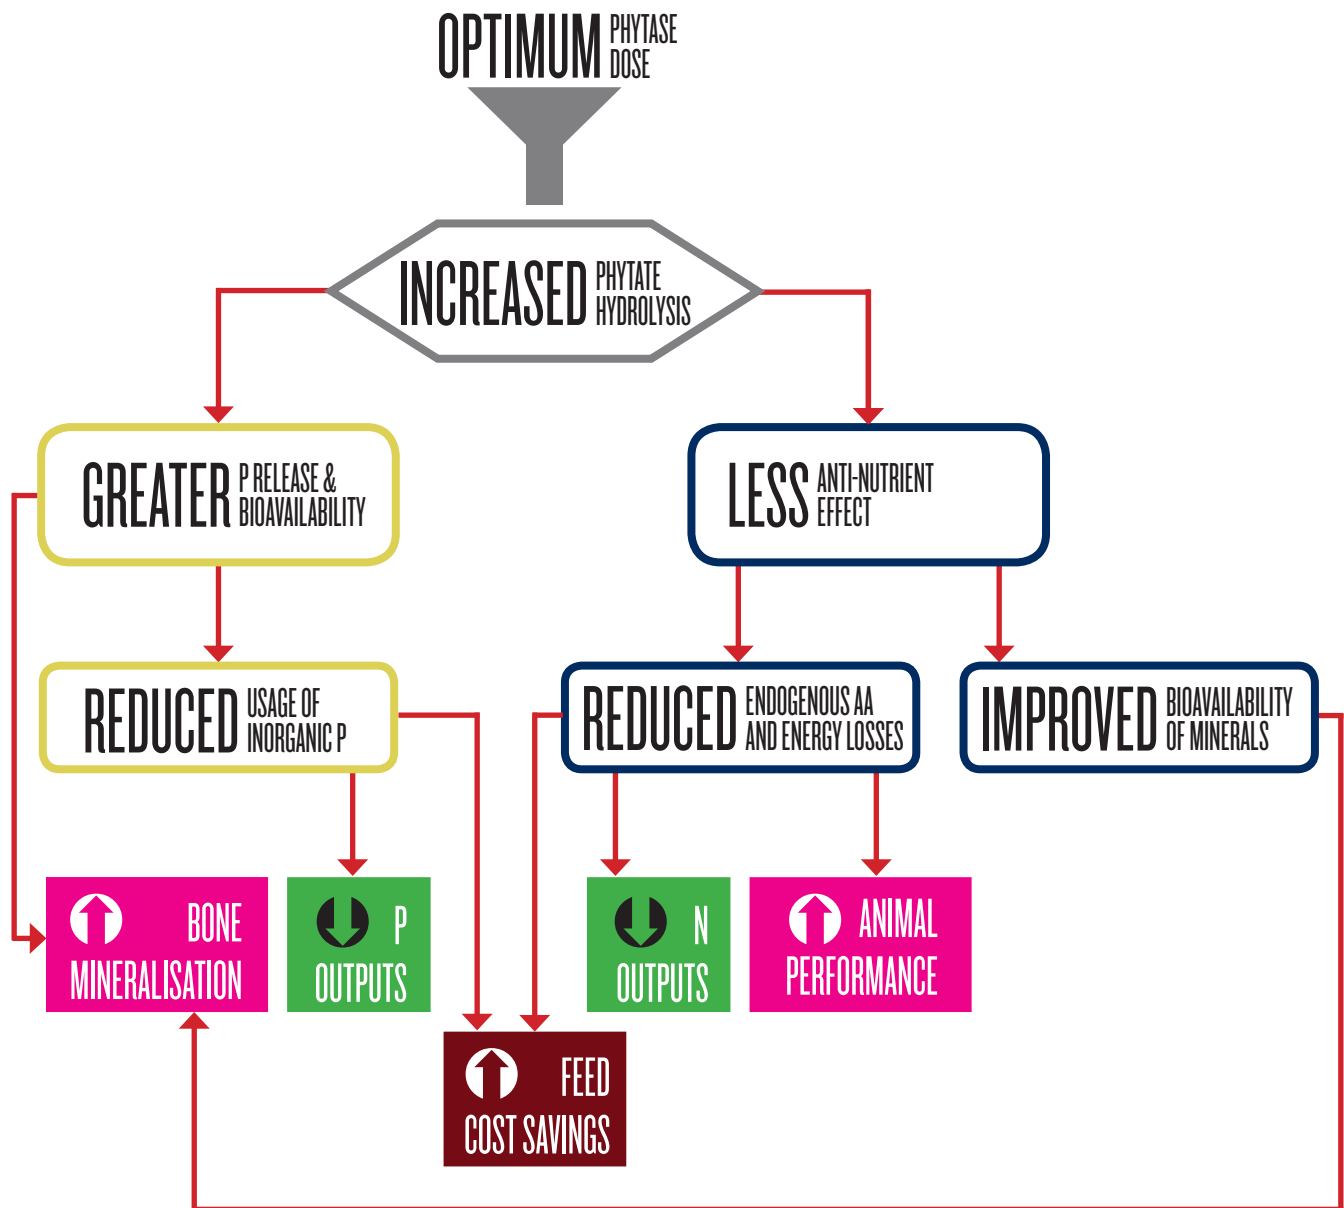 OPTIMUM PHYTASE
DOSE
INCREASED PHYTATE
HYDROLYSIS
GREATER P RELEASE &
BIOAVAILABILITY
LESS ANTI-NUTRIENT
EFFECT
REDUCED USAGE OF
INORGANIC P
REDUCED ENDOGENOUS AA
AND ENERGY LOSSES
IMPROVED BIOAVAILABILITY
OF MINERALS
BONE
MINERALISATION
P
OUTPUTS
N
OUTPUTS
ANIMAL
PERFORMANCE
FEED
COST SAVINGS